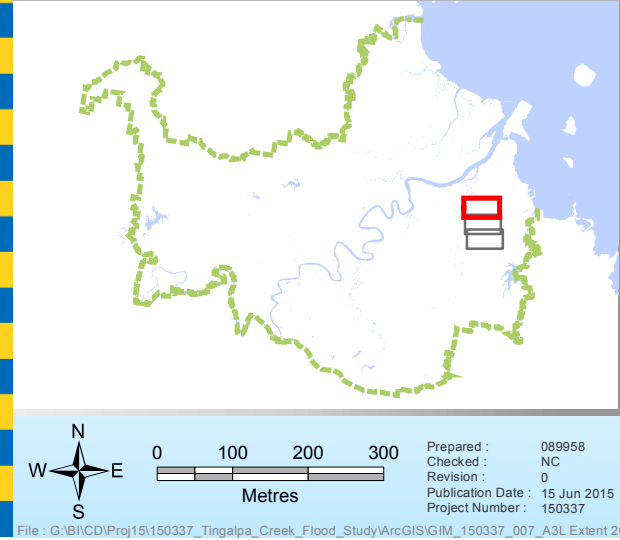 N
W E
S
0 100 200 300
Metres
Prepared : 089958
Checked : NC
Revision : 0
Publication Date : 15 Jun 2015
Project Number : 150337
File : G:\BI\CD\Proj15\150337_Tingalpa_Creek_Flood_Study\ArcGIS\GIM_150337_007_A3L Extent